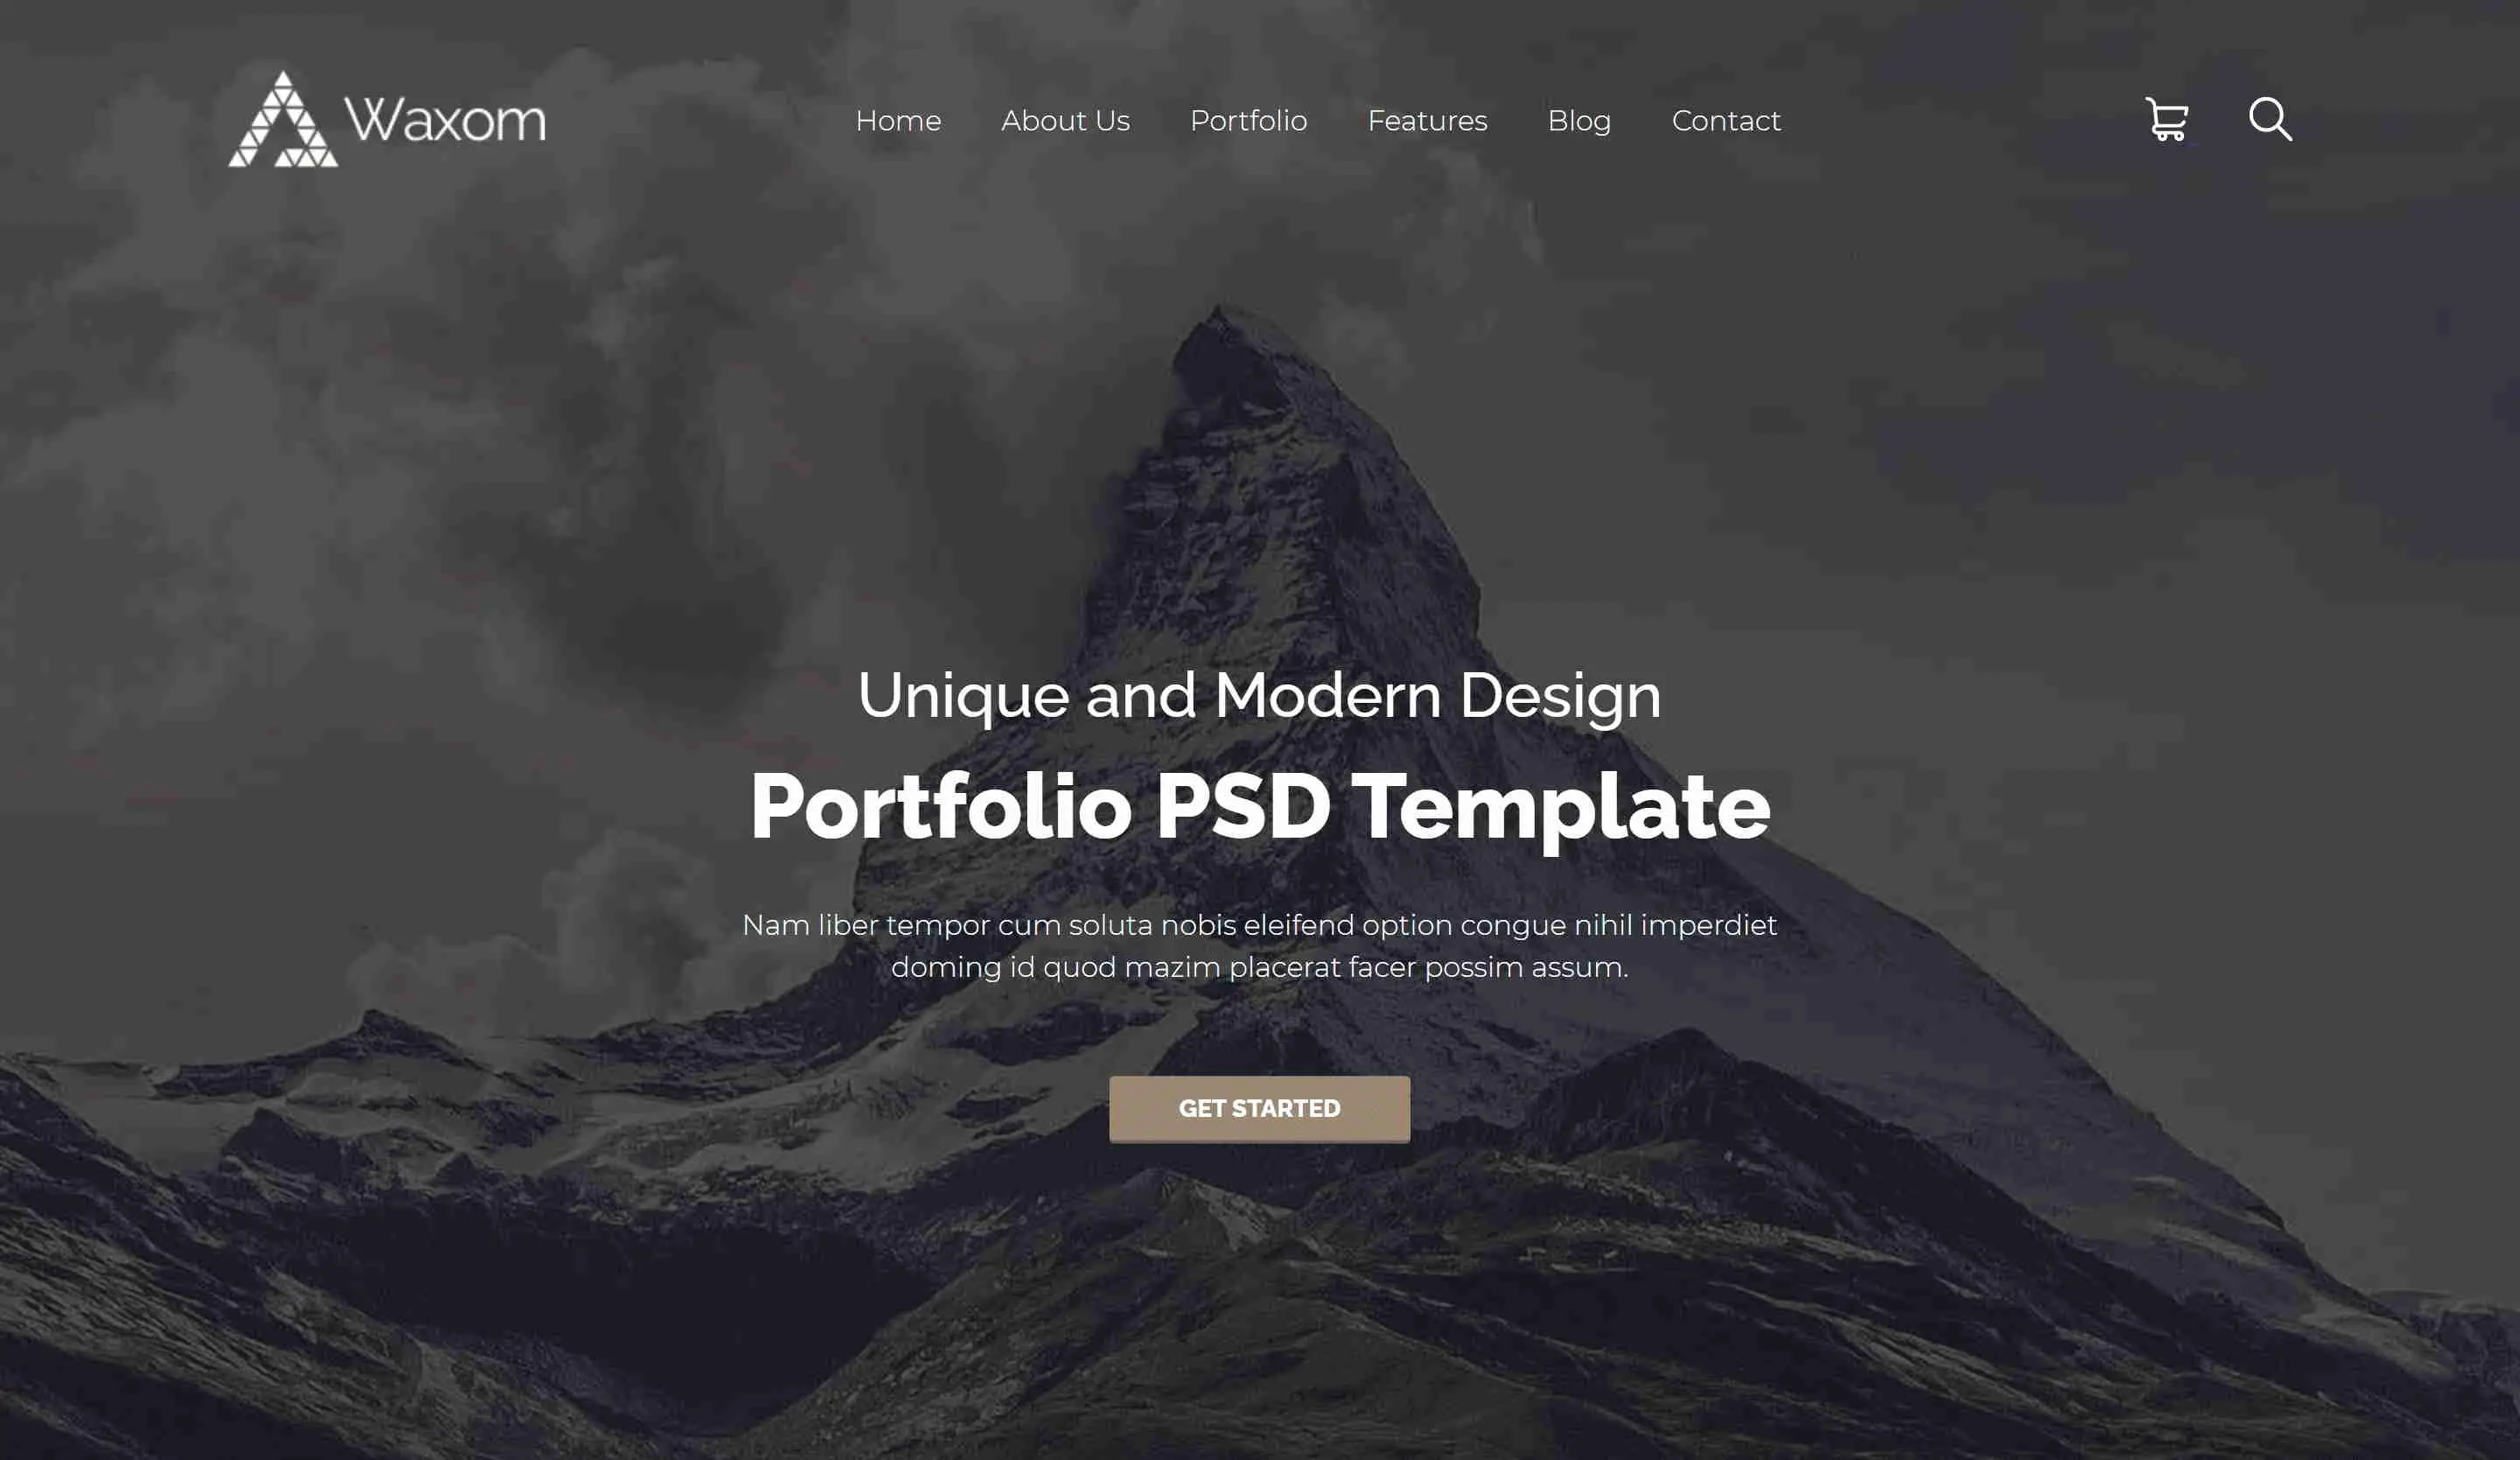 Waxom
Home
About Us
Portfolio
Features
Blog
Contact
Unique and Modern Design
Portfolio PSD Template
Nam liber tempor cum soluta nobis eleifend option congue nihil imperdiet
doming id quod mazim placerat facer possim assum.
GET STARTED